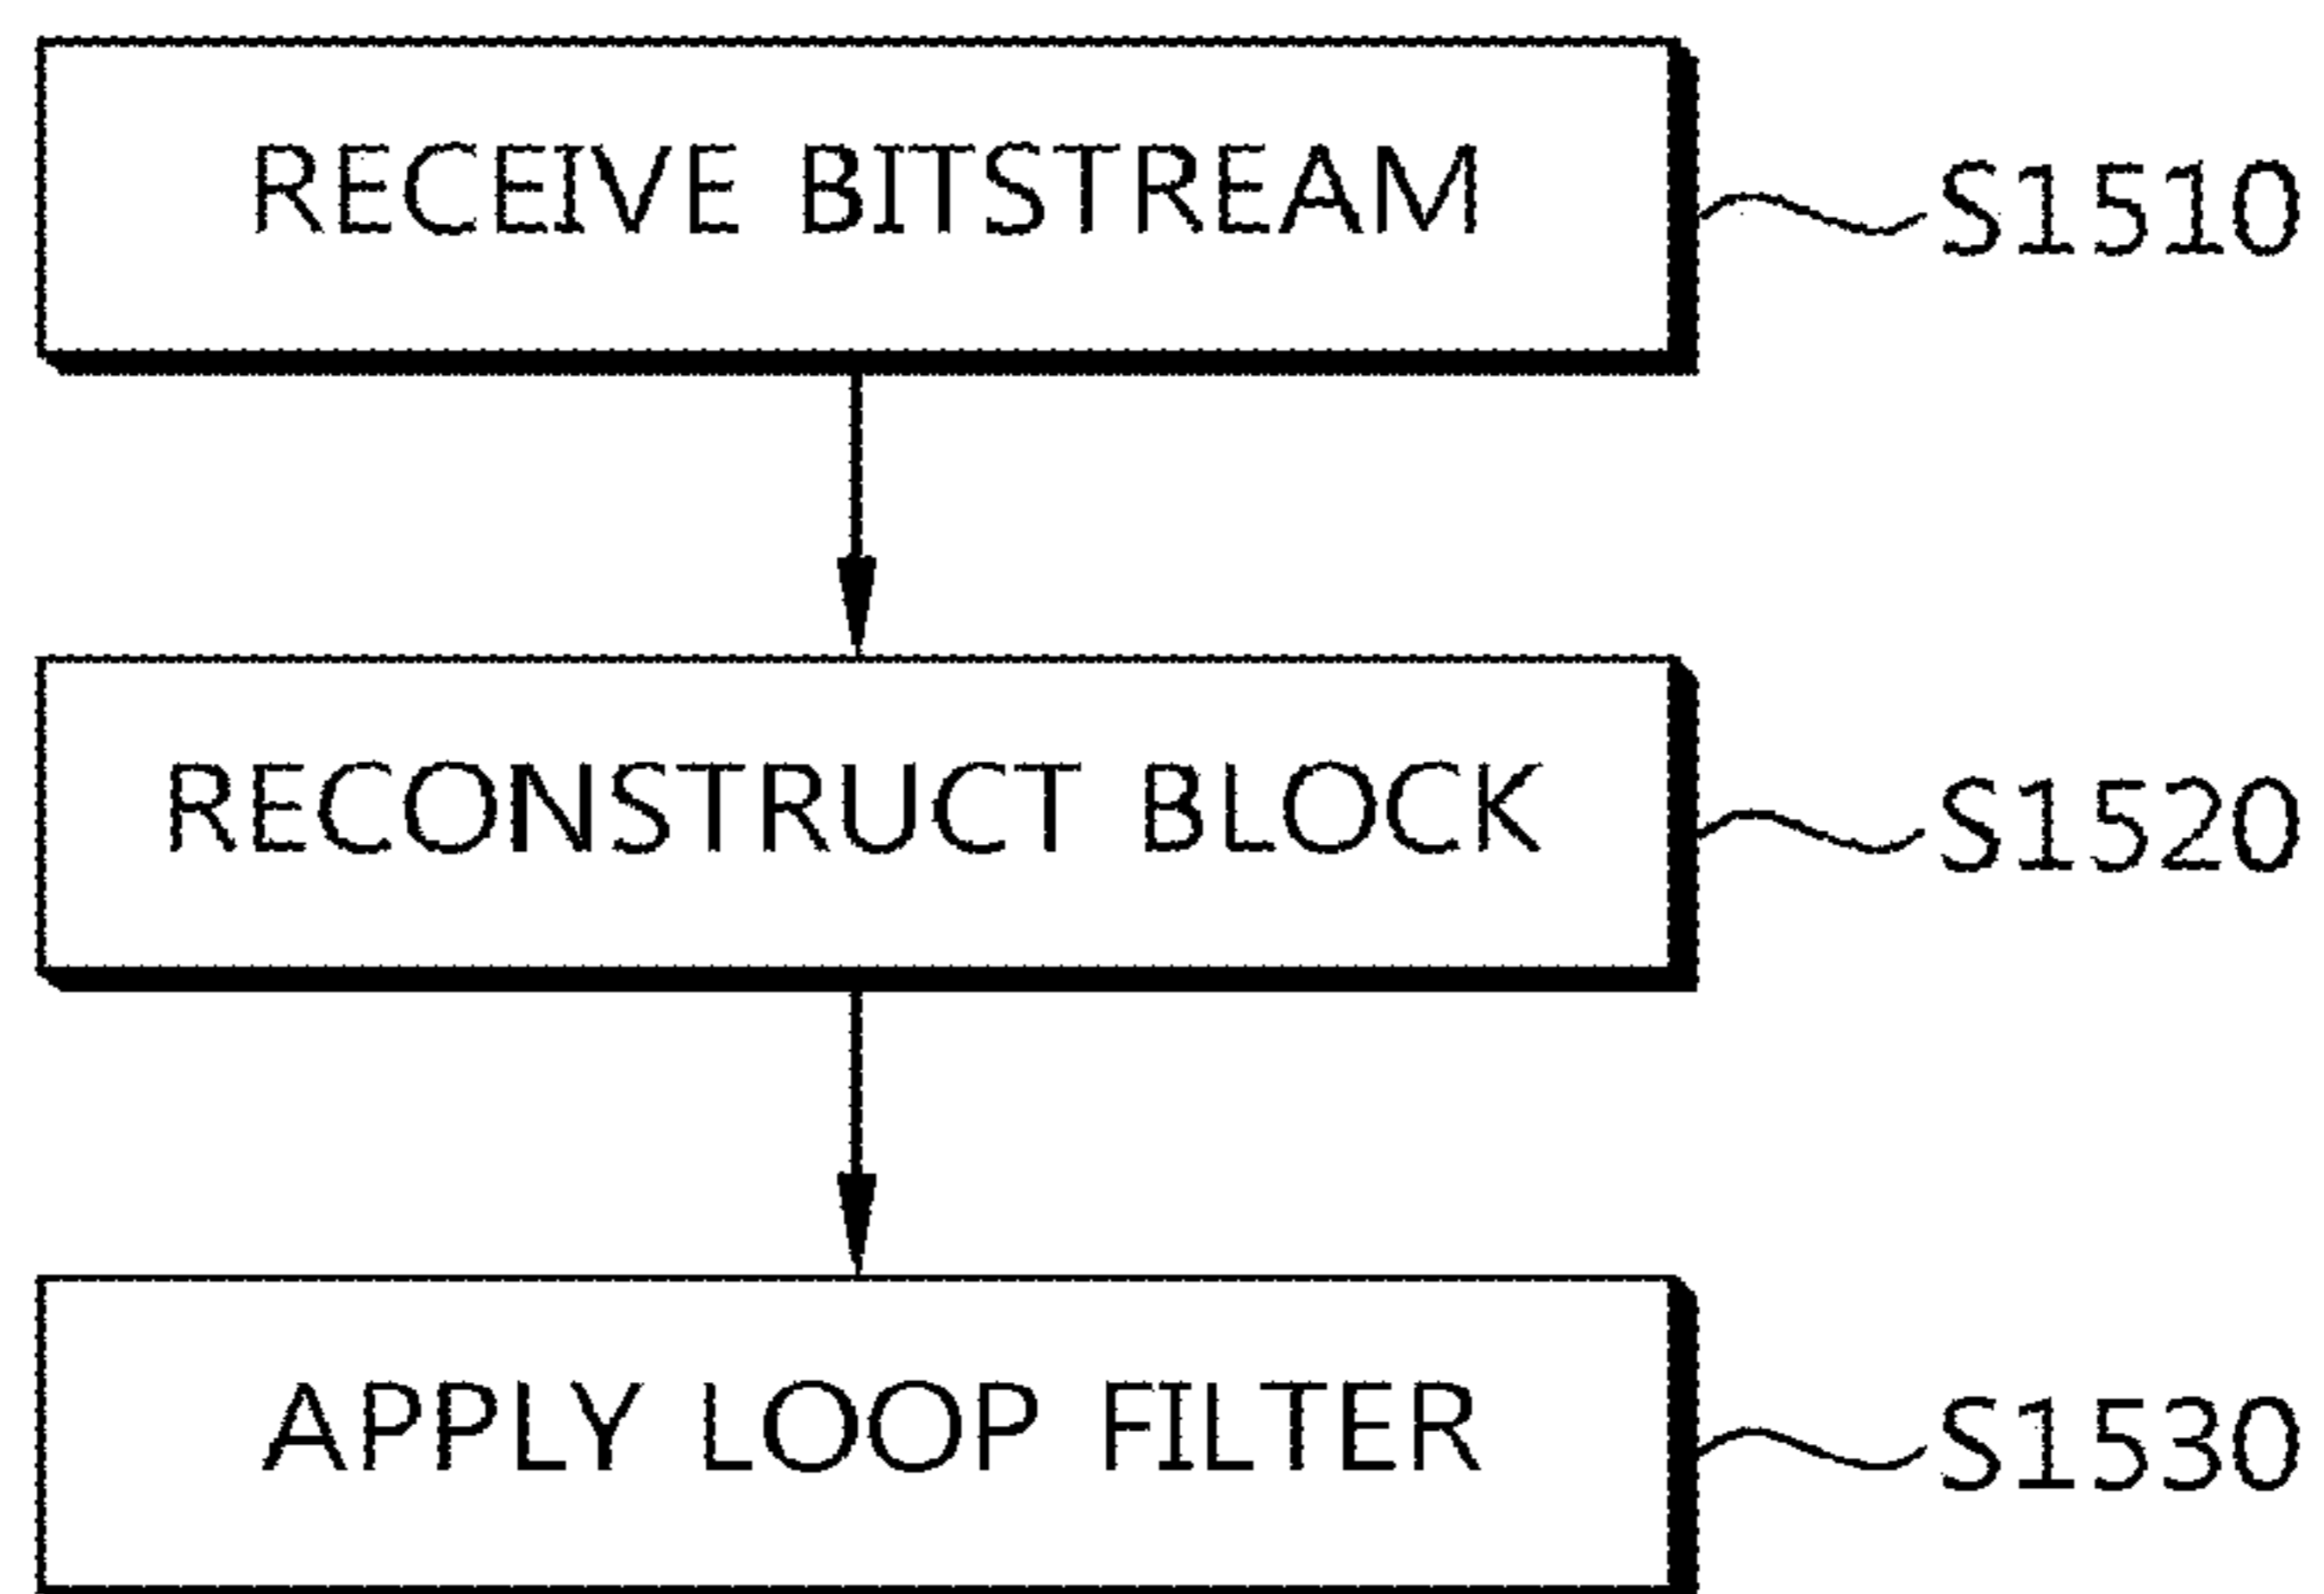 RECEIVE BITSTREAM
S1510
RECONSTRUCT BLOCK
S1520
APPLY LOOP FILTER
S1530